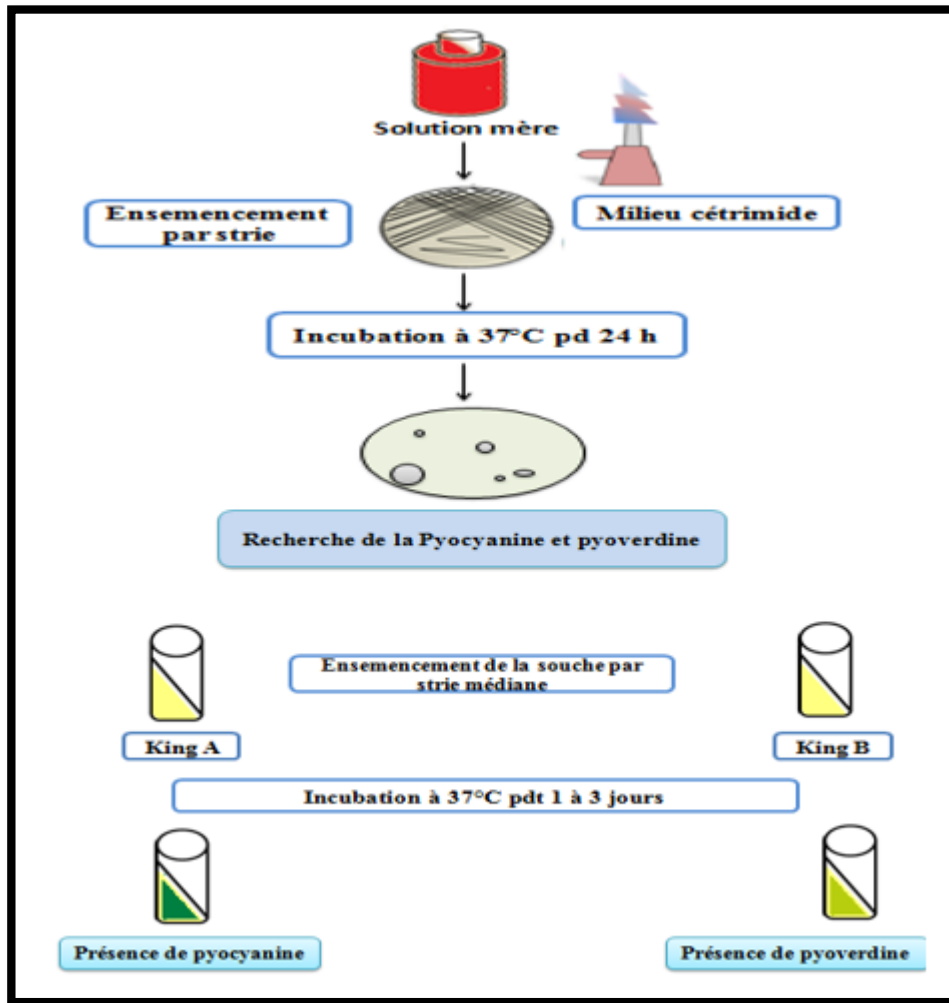 Solution mère
Ensemencement
par strie
Milieu cétrimide
Incubation à 37°C pd 24 h
Recherche de la Pyocyanine et pyoverdine
Ensemencement de la souche par
strie médiane
King A
King B
Incubation à 37°C pdt 1 à 3 jours
Présence de pyocyanine
Présence de pyoverdine